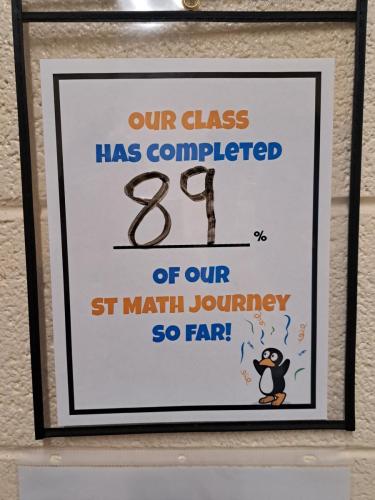 OUR CLASS
HAS COMPLETED
89 %
OF OUR
ST MATH JOURNEY
SO FAR!